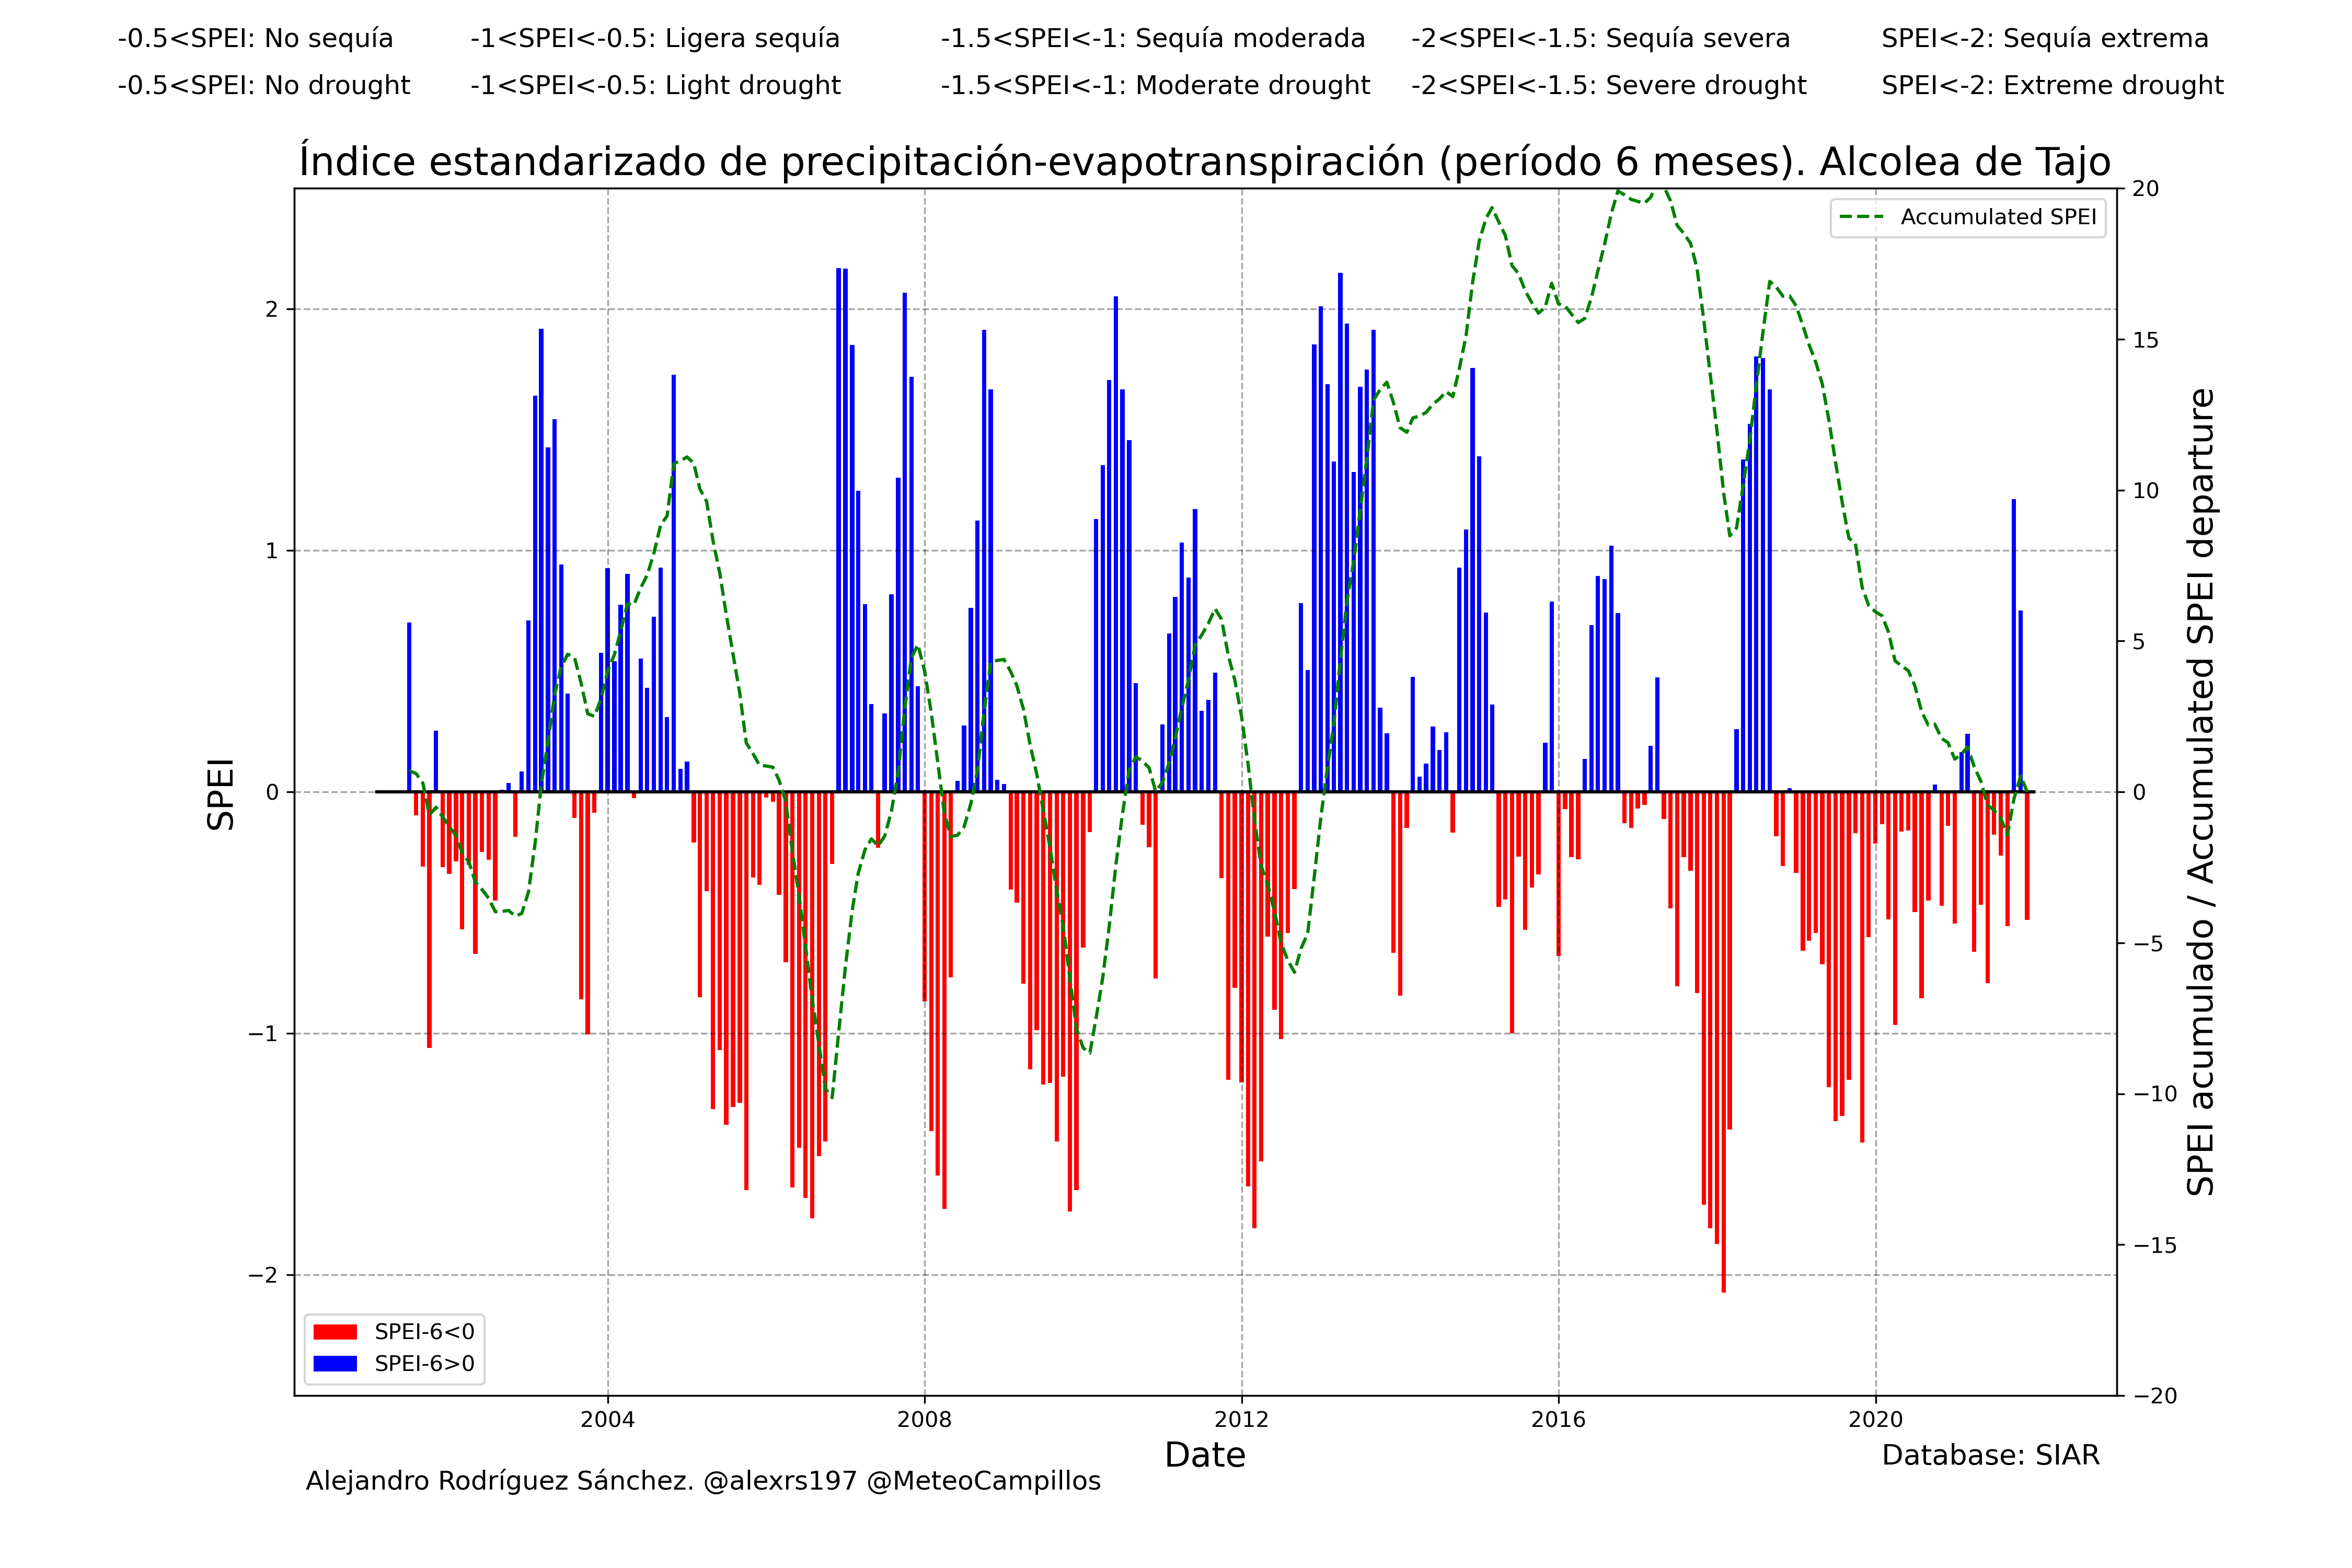 -0.5<SPEI: No sequía -1<SPEI<-0.5: Ligera sequía -1.5<SPEI<-1: Sequía moderada -2<SPEI<-1.5: Sequía severa SPEI<-2: Sequía extrema
-0.5<SPEI: No drought -1<SPEI<-0.5: Light drought -1.5<SPEI<-1: Moderate drought -2<SPEI<-1.5: Severe drought SPEI<-2: Extreme drought
Índice estandarizado de precipitación-evapotranspiración (período 6 meses). Alcolea de Tajo
Accumulated SPEI
SPEI
2
1
0
−1
−2
20
15
10
5
0
−5
−10
−15
−20
SPEI acumulado / Accumulated SPEI departure
SPEI-6<0
SPEI-6>0
2004 2008 2012 2016 2020
Date
Database: SIAR
Alejandro Rodríguez Sánchez. @alexrs197 @MeteoCampillos